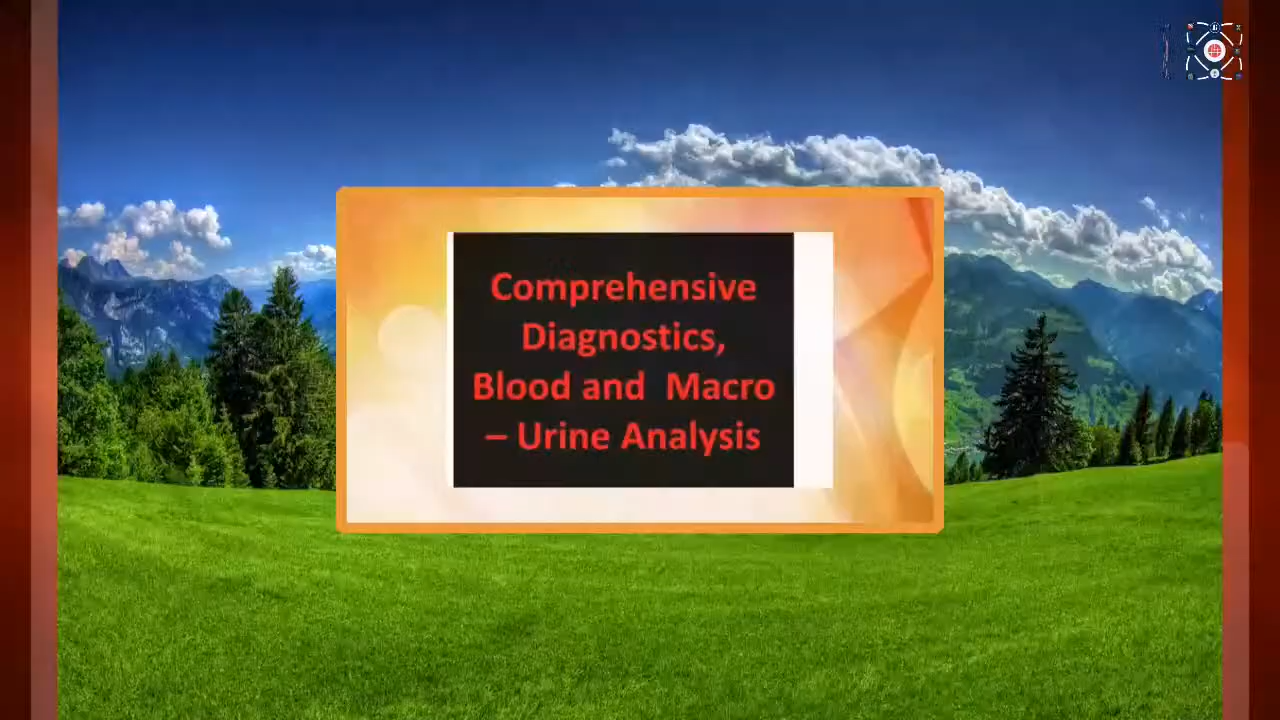 Comprehensive
Diagnostics,
Blood and  Macro
– Urine Analysis